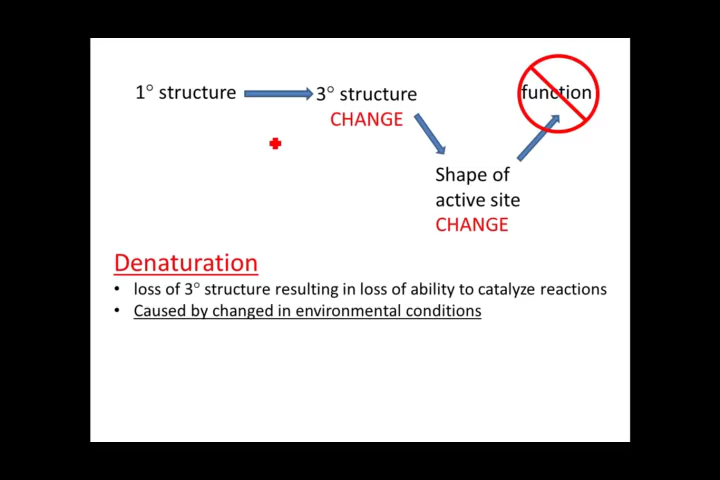 1° structure
3° structure
CHANGE
function
Shape of
active site
CHANGE
Denaturation
• loss of 3° structure resulting in loss of ability to catalyze reactions
• Caused by changed in environmental conditions